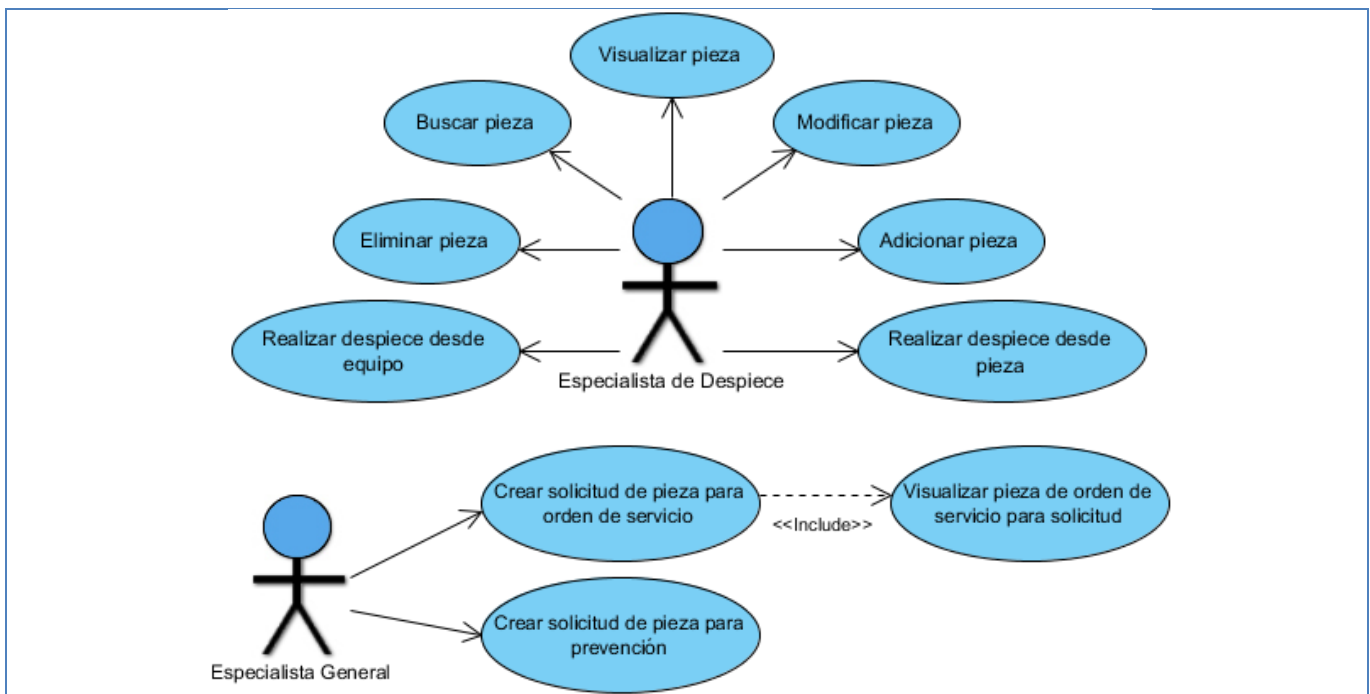 Visualizar pieza
Buscar pieza
Modificar pieza
Eliminar pieza
Adicionar pieza
Realizar despiece desde
equipo
Realizar despiece desde
pieza
Especialista de Despiece
Crear solicitud de pieza para
orden de servicio
<<Include>>
Visualizar pieza de orden de
servicio para solicitud
Crear solicitud de pieza para
prevención
Especialista General